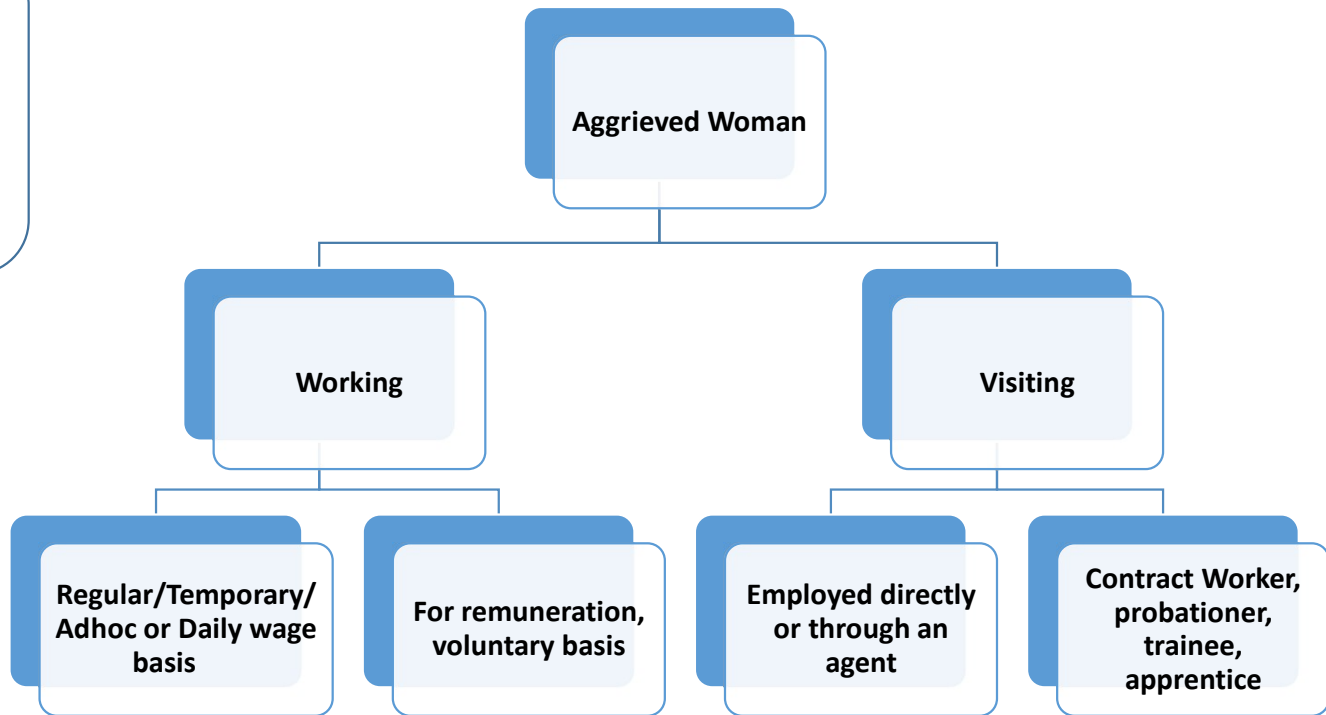 Aggrieved Woman
Working
Visiting
Regular/Temporary/
Adhoc or Daily wage
basis
For remuneration,
voluntary basis
Employed directly
or through an
agent
Contract Worker,
probationer,
trainee,
apprentice